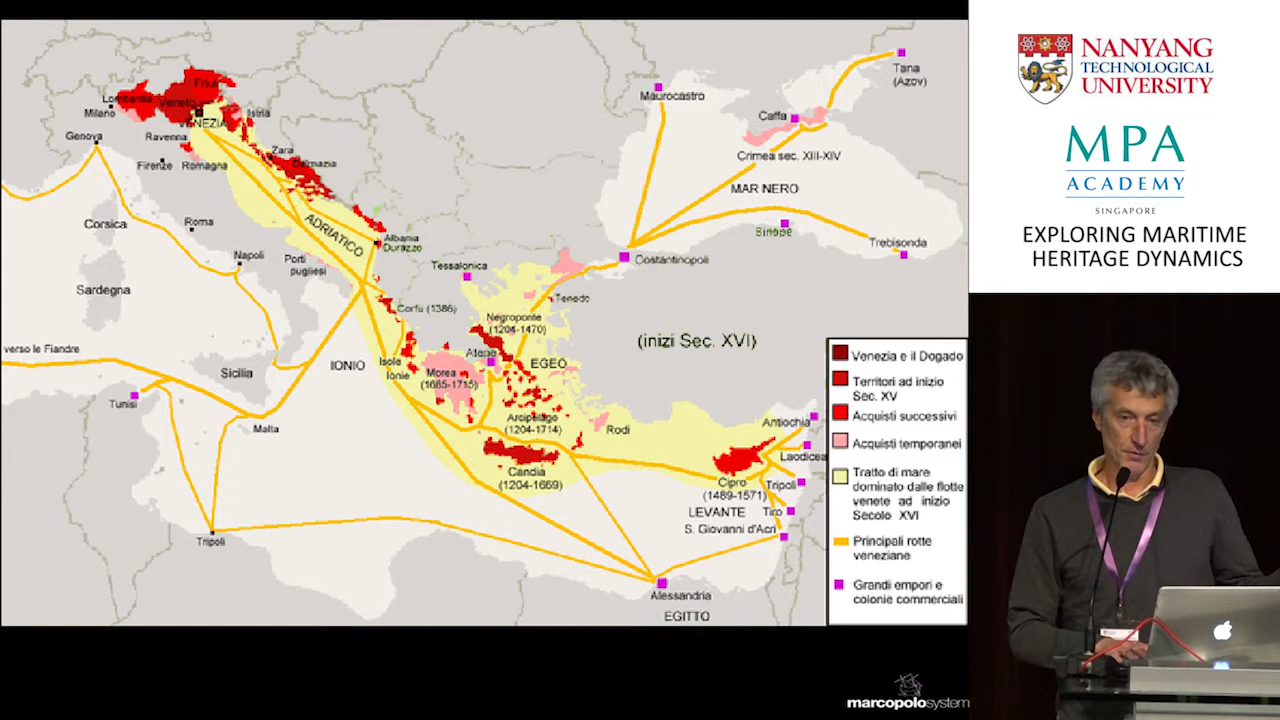 Friuli
Lombardia
Veneto
Milano
VENEZIA
Istria
Genova
Ravenna
Zara
Firenze
Romagna
Dalmazia
Corsica
Roma
ADRIATICO
Albania
Durazzo
Napoli
Porti
pugliesi
Tessalonica
Sardegna
Corfù (1386)
Tenedo
Negroponte
(1204-1470)
verso le Fiandre
Sicilia
IONIO
Isole
Ionie
Atene
EGEO
Morea
(1685-1715)
Tunisi
Malta
Arcipelago
(1204-1714)
Rodi
Candia
(1204-1669)
Tripoli
Maurocastro
Tana
(Azov)
Caffa
Crimea sec. XIII-XIV
MAR NERO
Sinope
Trebisonda
Costantinopoli
(inizi Sec. XVI)
Antiochia
Laodicea
Cipro
(1489-1571)
Tripoli
LEVANTE
Tiro
S. Giovanni d'Acri
Alessandria
EGITTO
Venezia e il Dogado
Territori ad inizio
Sec. XV
Acquisti successivi
Acquisti temporanei
Tratto di mare
dominato dalle flotte
venete ad inizio
Secolo XVI
Principali rotte
veneziane
Grandi empori e
colonie commerciali
marcopolosystem
NANYANG
TECHNOLOGICAL
UNIVERSITY
MPA
ACADEMY
SINGAPORE
EXPLORING MARITIME
HERITAGE DYNAMICS